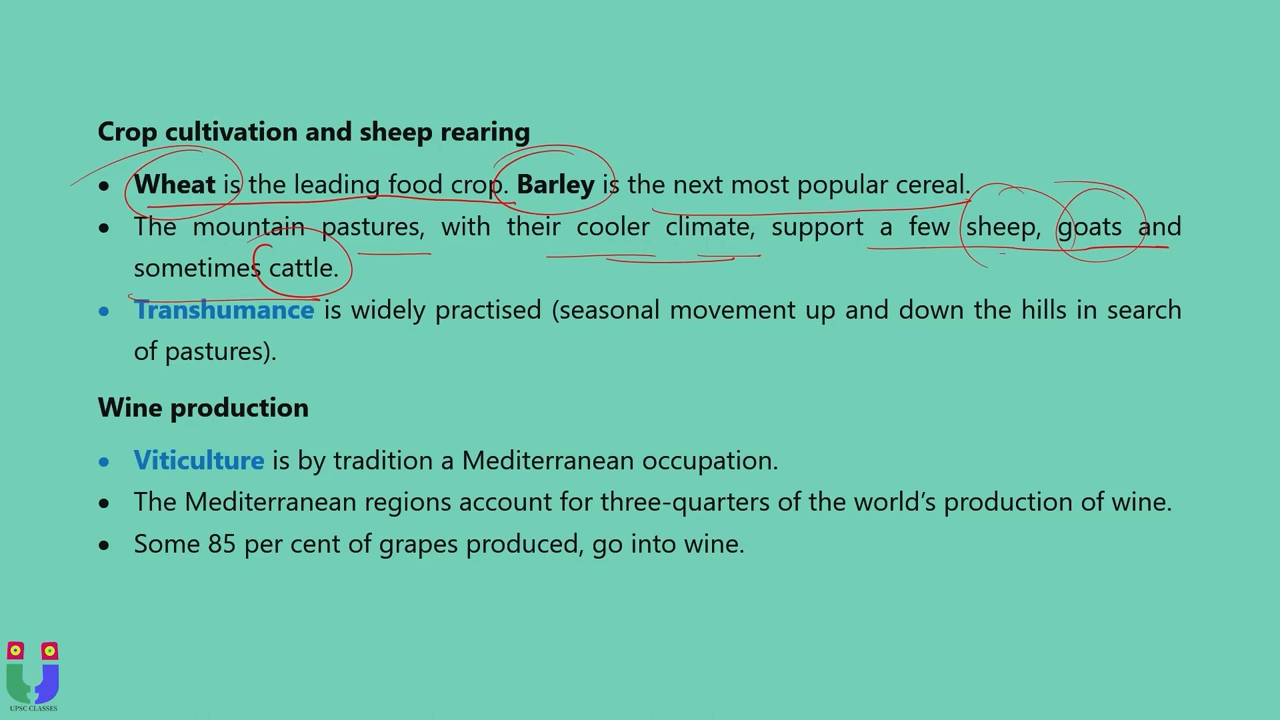 Crop cultivation and sheep rearing
• Wheat is the leading food crop. Barley is the next most popular cereal.
• The mountain pastures, with their cooler climate, support a few sheep, goats and
sometimes cattle.
• Transhumance is widely practised (seasonal movement up and down the hills in search
of pastures).
Wine production
• Viticulture is by tradition a Mediterranean occupation.
• The Mediterranean regions account for three-quarters of the world’s production of wine.
• Some 85 per cent of grapes produced, go into wine.
UPSC CLASSES